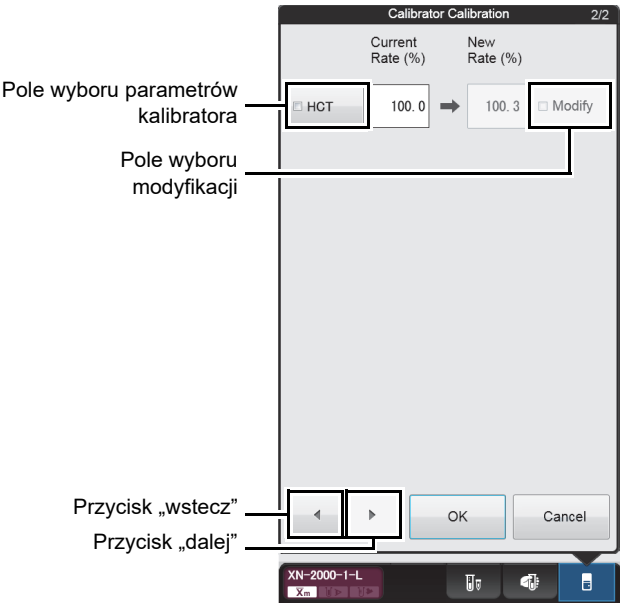 Calibrator Calibration 2/2
Current Rate (%)
New Rate (%)
Pole wyboru parametrów
kalibratora
HCT 100.0 100.3 Modify
Pole wyboru
modyfikacji
Przycisk „wstecz”
Przycisk „dalej”
OK Cancel
XN-2000-1-L
Xm